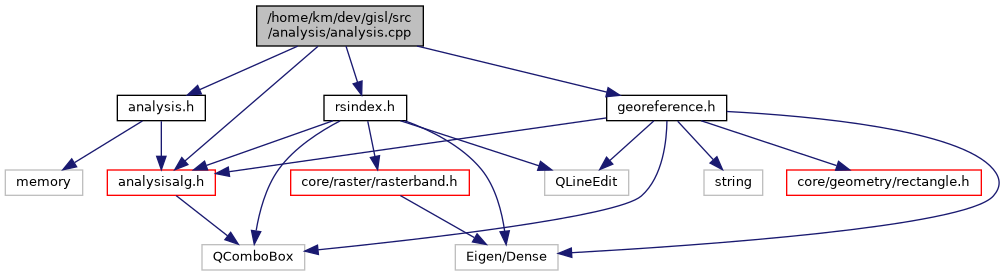 /home/km/dev/gisl/src
/analysis/analysis.cpp
analysis.h
rsindex.h
georeference.h
memory
analysisalg.h
core/raster/rasterband.h
QLineEdit
string
core/geometry/rectangle.h
QComboBox
Eigen/Dense